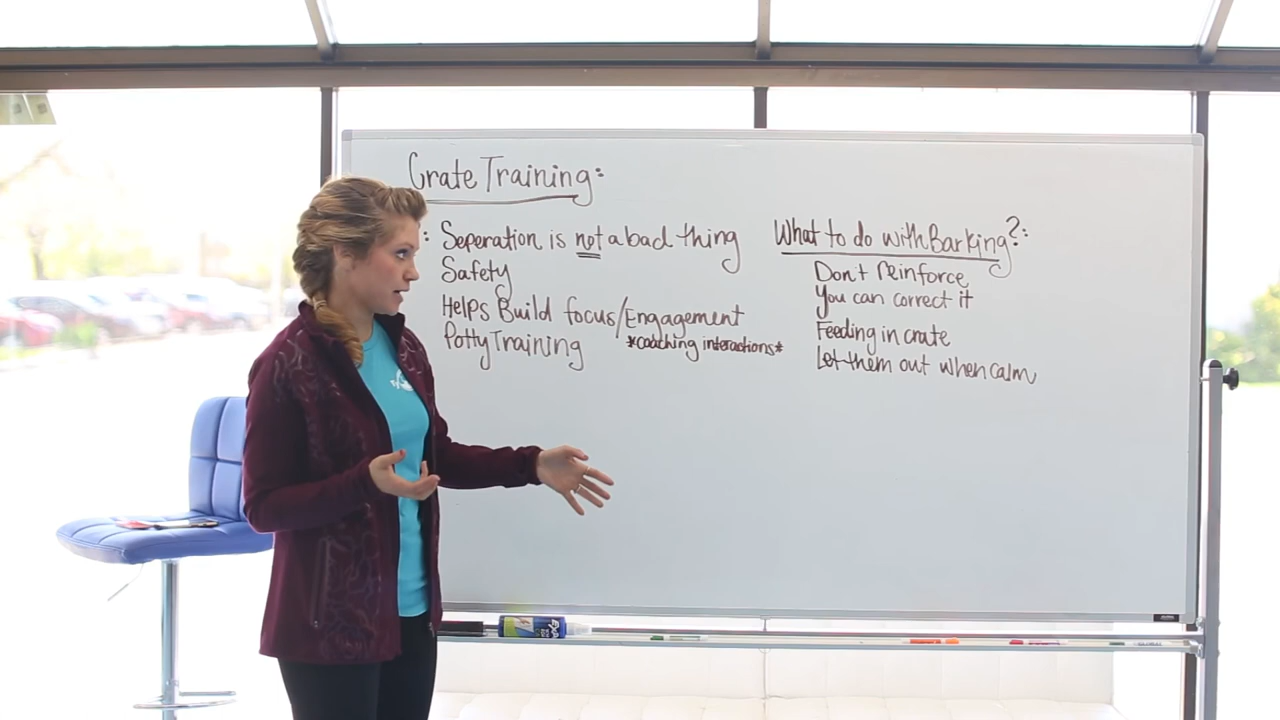 Crate Training:
: Seperation is not a bad thing
Safety
Helps Build focus/Engagement
Potty Training *coaching interactions*
What to do with Barking?:
Don't reinforce
You can correct it
Feeding in crate
Let them out when calm
EXPO